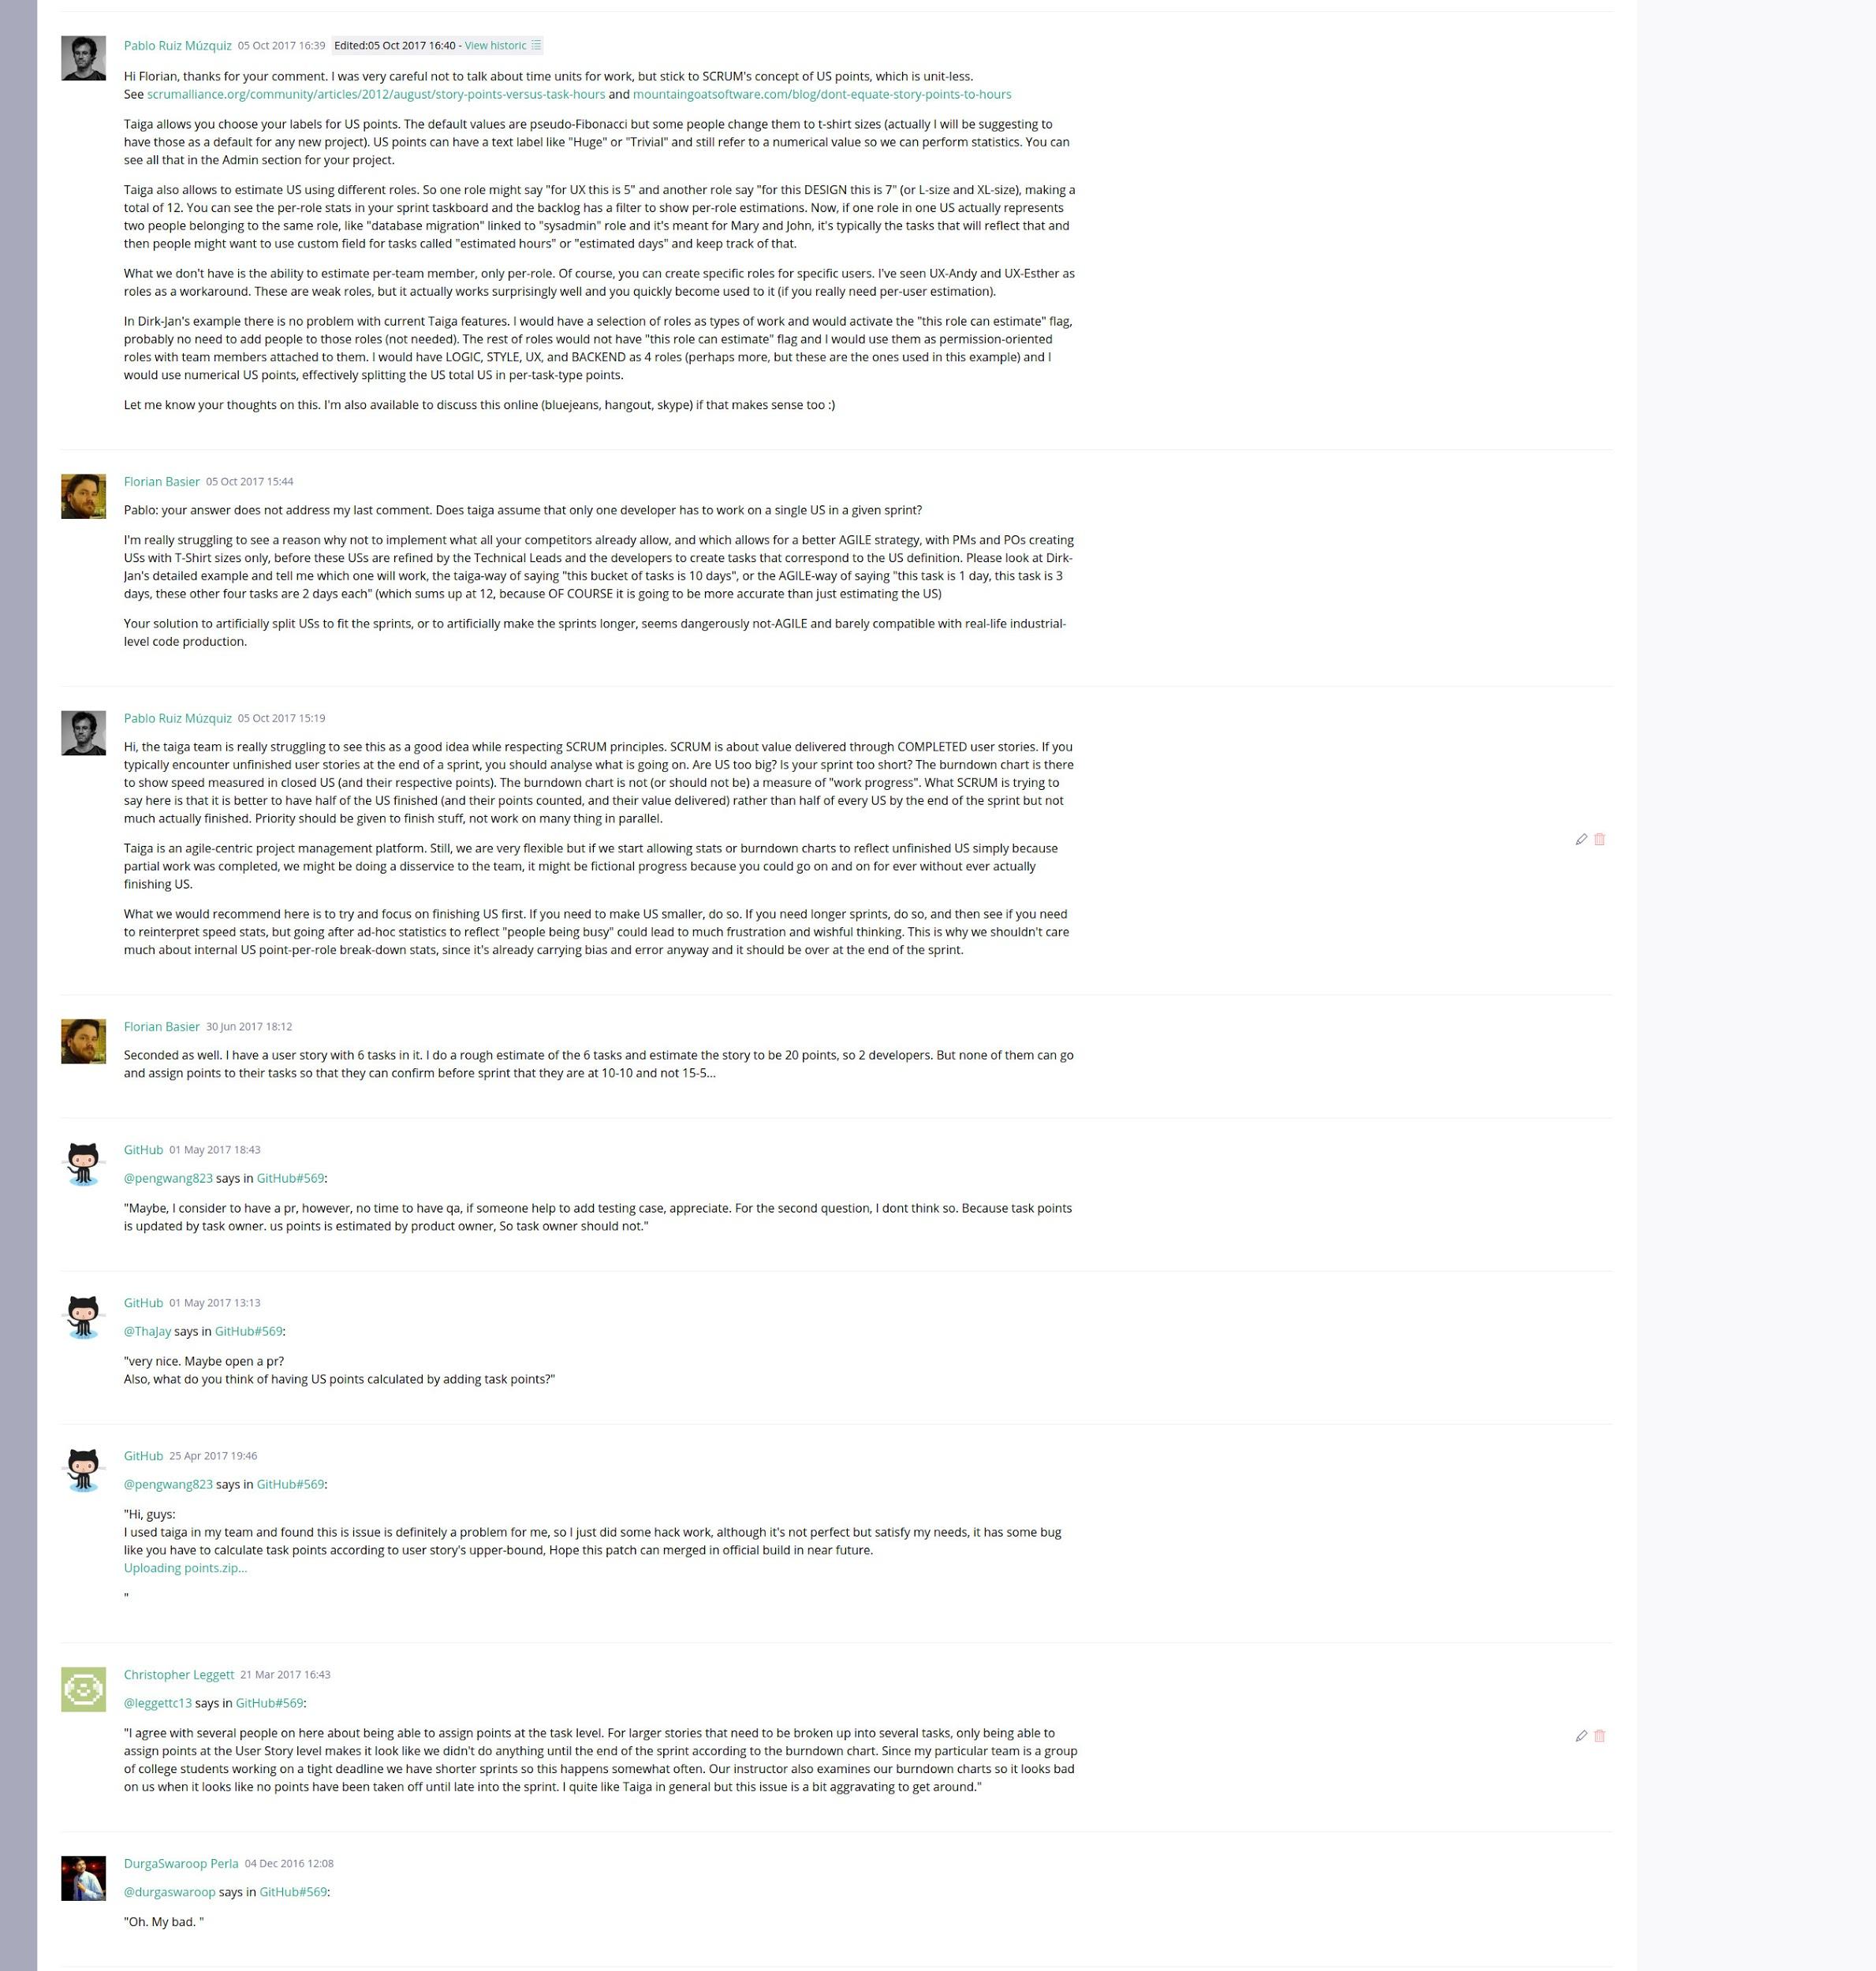 Pablo Ruiz Múzquiz 05 Oct 2017 16:39 Edited:05 Oct 2017 16:40 - View historic
Hi Florian, thanks for your comment. I was very careful not to talk about time units for work, but stick to SCRUM's concept of US points, which is unit-less.
See scrumalliance.org/community/articles/2012/august/story-points-versus-task-hours and mountaingoatsoftware.com/blog/dont-equate-story-points-to-hours
Taiga allows you choose your labels for US points. The default values are pseudo-Fibonacci but some people change them to t-shirt sizes (actually I will be suggesting to
have those as a default for any new project). US points can have a text label like "Huge" or "Trivial" and still refer to a numerical value so we can perform statistics. You can
see all that in the Admin section for your project.
Taiga also allows to estimate US using different roles. So one role might say "for UX this is 5" and another role say "for this DESIGN this is 7" (or L-size and XL-size), making a
total of 12. You can see the per-role stats in your sprint taskboard and the backlog has a filter to show per-role estimations. Now, if one role in one US actually represents
two people belonging to the same role, like "database migration" linked to "sysadmin" role and it's meant for Mary and John, it's typically the tasks that will reflect that and
then people might want to use custom field for tasks called "estimated hours" or "estimated days" and keep track of that.
What we don't have is the ability to estimate per-team member, only per-role. Of course, you can create specific roles for specific users. I've seen UX-Andy and UX-Esther as
roles as a workaround. These are weak roles, but it actually works surprisingly well and you quickly become used to it (if you really need per-user estimation).
In Dirk-Jan's example there is no problem with current Taiga features. I would have a selection of roles as types of work and would activate the "this role can estimate" flag,
probably no need to add people to those roles (not needed). The rest of roles would not have "this role can estimate" flag and I would use them as permission-oriented
roles with team members attached to them. I would have LOGIC, STYLE, UX, and BACKEND as 4 roles (perhaps more, but these are the ones used in this example) and I
would use numerical US points, effectively splitting the US total US in per-task-type points.
Let me know your thoughts on this. I'm also available to discuss this online (bluejeans, hangout, skype) if that makes sense too :)
Florian Basier 05 Oct 2017 15:44
Pablo: your answer does not address my last comment. Does taiga assume that only one developer has to work on a single US in a given sprint?
I'm really struggling to see a reason why not to implement what all your competitors already allow, and which allows for a better AGILE strategy, with PMs and POs creating
USs with T-Shirt sizes only, before these USs are refined by the Technical Leads and the developers to create tasks that correspond to the US definition. Please look at Dirk-
Jan's detailed example and tell me which one will work, the taiga-way of saying "this bucket of tasks is 10 days", or the AGILE-way of saying "this task is 1 day, this task is 3
days, these other four tasks are 2 days each" (which sums up at 12, because OF COURSE it is going to be more accurate than just estimating the US)
Your solution to artificially split USs to fit the sprints, or to artificially make the sprints longer, seems dangerously not-AGILE and barely compatible with real-life industrial-
level code production.
Pablo Ruiz Múzquiz 05 Oct 2017 15:19
Hi, the taiga team is really struggling to see this as a good idea while respecting SCRUM principles. SCRUM is about value delivered through COMPLETED user stories. If you
typically encounter unfinished user stories at the end of a sprint, you should analyse what is going on. Are US too big? Is your sprint too short? The burndown chart is there
to show speed measured in closed US (and their respective points). The burndown chart is not (or should not be) a measure of "work progress". What SCRUM is trying to
say here is that it is better to have half of the US finished (and their points counted, and their value delivered) rather than half of every US by the end of the sprint but not
much actually finished. Priority should be given to finish stuff, not work on many thing in parallel.
Taiga is an agile-centric project management platform. Still, we are very flexible but if we start allowing stats or burndown charts to reflect unfinished US simply because
partial work was completed, we might be doing a disservice to the team, it might be fictional progress because you could go on and on for ever without ever actually
finishing US.
What we would recommend here is to try and focus on finishing US first. If you need to make US smaller, do so. If you need longer sprints, do so, and then see if you need
to reinterpret speed stats, but going after ad-hoc statistics to reflect "people being busy" could lead to much frustration and wishful thinking. This is why we shouldn't care
much about internal US point-per-role break-down stats, since it's already carrying bias and error anyway and it should be over at the end of the sprint.
Florian Basier 30 Jun 2017 18:12
Seconded as well. I have a user story with 6 tasks in it. I do a rough estimate of the 6 tasks and estimate the story to be 20 points, so 2 developers. But none of them can go
and assign points to their tasks so that they can confirm before sprint that they are at 10-10 and not 15-5...
GitHub 01 May 2017 18:43
@pengwang823 says in GitHub#569:
"Maybe, I consider to have a pr, however, no time to have qa, if someone help to add testing case, appreciate. For the second question, I dont think so. Because task points
is updated by task owner. us points is estimated by product owner, So task owner should not."
GitHub 01 May 2017 13:13
@ThaJay says in GitHub#569:
"very nice. Maybe open a pr?
Also, what do you think of having US points calculated by adding task points?"
GitHub 25 Apr 2017 19:46
@pengwang823 says in GitHub#569:
"Hi, guys:
I used taiga in my team and found this is issue is definitely a problem for me, so I just did some hack work, although it's not perfect but satisfy my needs, it has some bug
like you have to calculate task points according to user story's upper-bound, Hope this patch can merged in official build in near future.
Uploading points.zip...
"
Christopher Leggett 21 Mar 2017 16:43
@leggettc13 says in GitHub#569:
"I agree with several people on here about being able to assign points at the task level. For larger stories that need to be broken up into several tasks, only being able to
assign points at the User Story level makes it look like we didn't do anything until the end of the sprint according to the burndown chart. Since my particular team is a group
of college students working on a tight deadline we have shorter sprints so this happens somewhat often. Our instructor also examines our burndown charts so it looks bad
on us when it looks like no points have been taken off until late into the sprint. I quite like Taiga in general but this issue is a bit aggravating to get around."
DurgaSwaroop Perla 04 Dec 2016 12:08
@durgaswaroop says in GitHub#569:
"Oh. My bad. "